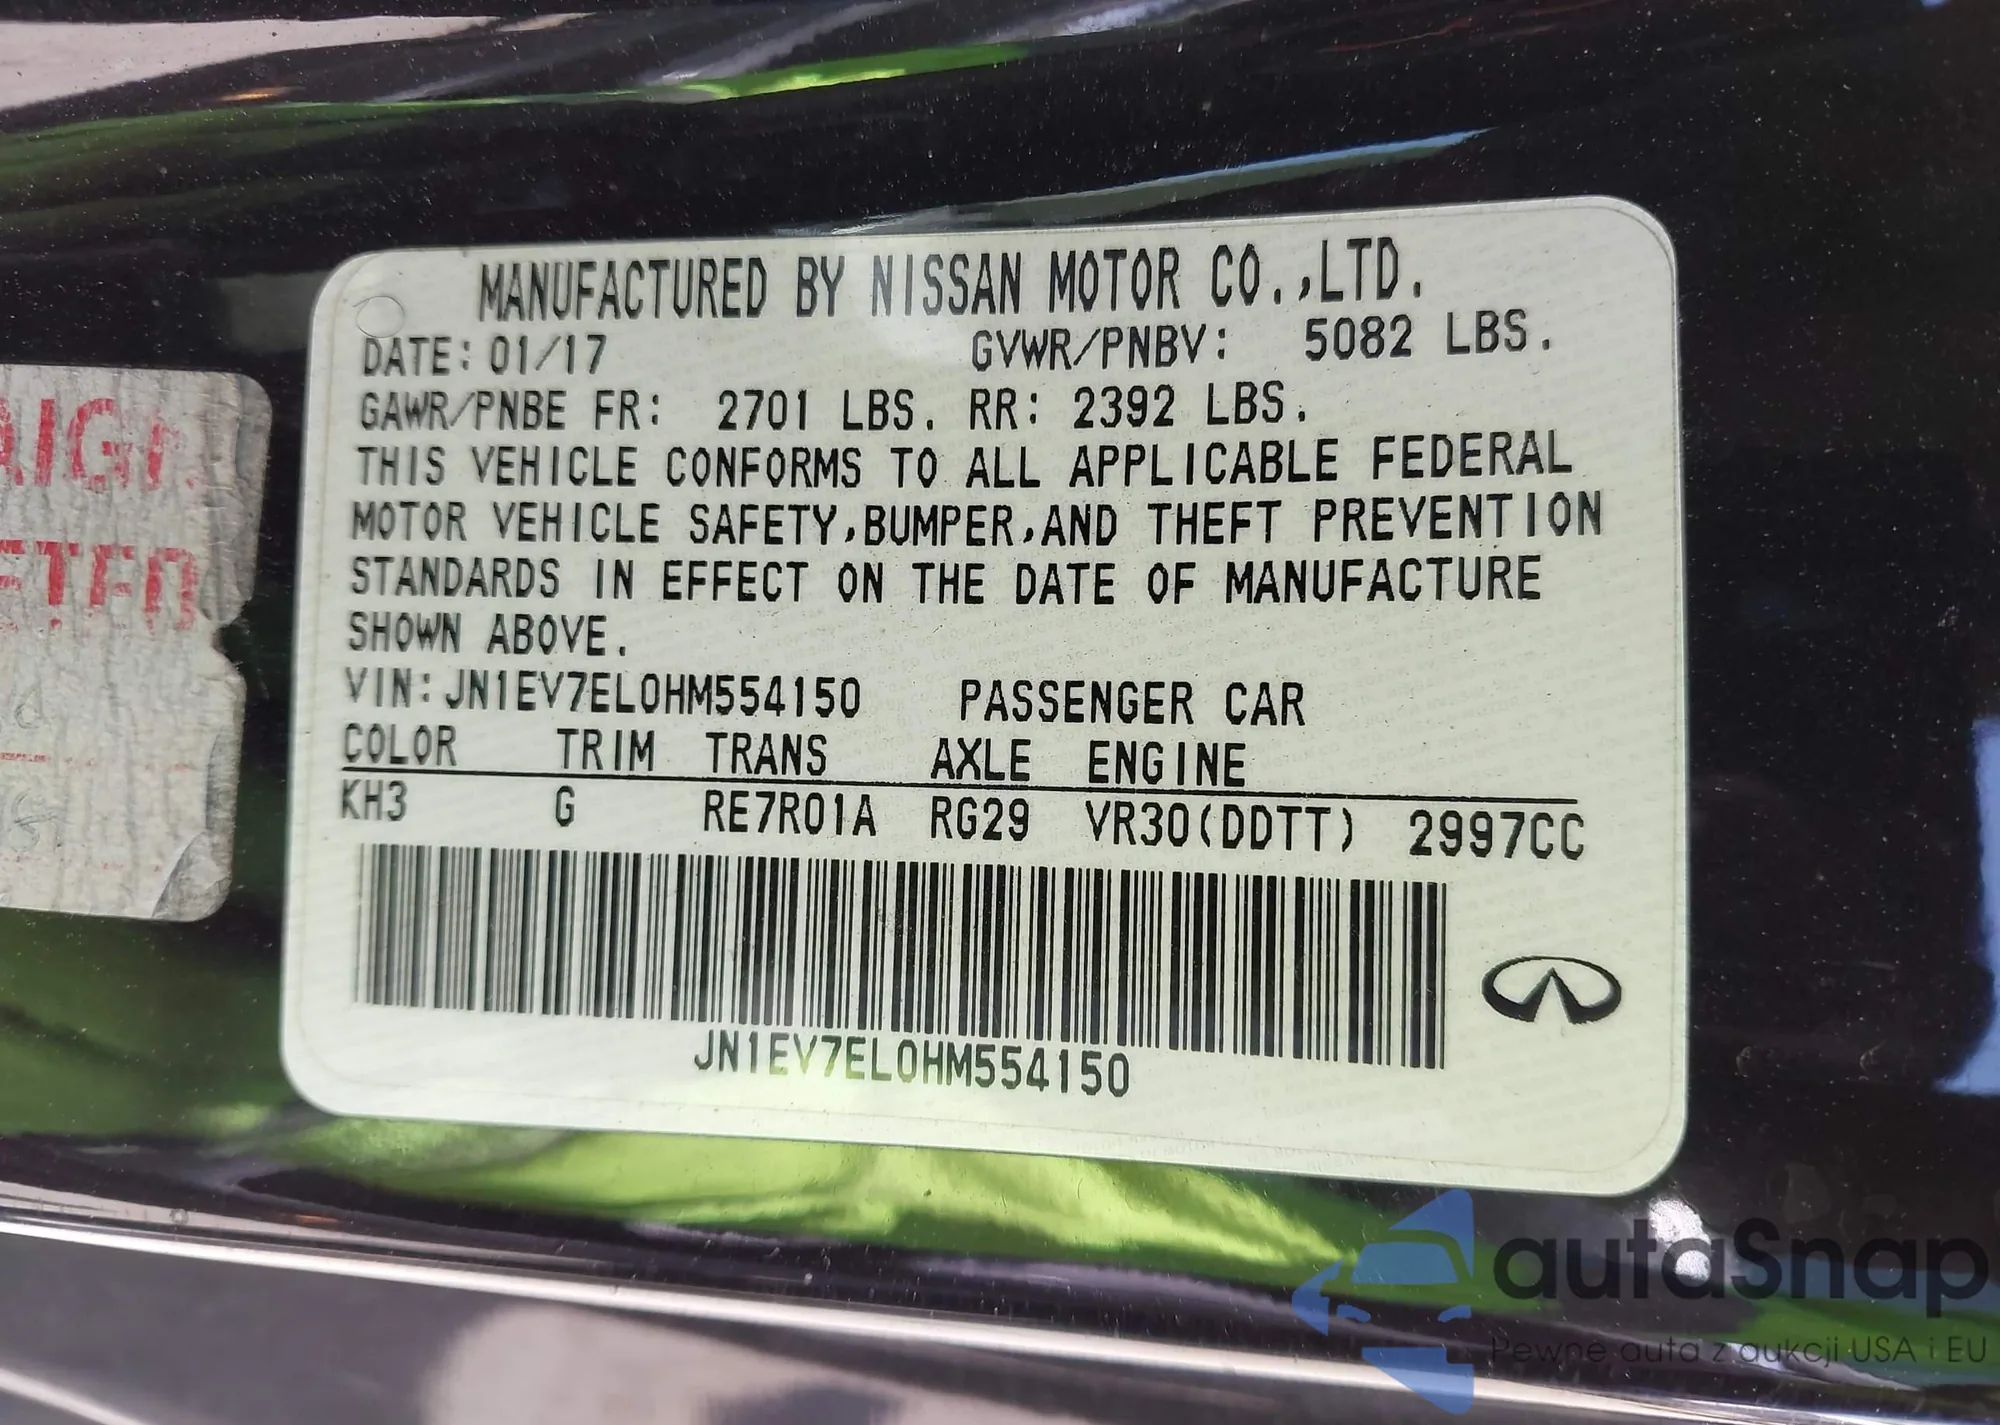 MANUFACTURED BY NISSAN MOTOR CO.,LTD.
DATE: 01/17 GVWR/PNBV: 5082 LBS.
GAWR/PNBE FR: 2701 LBS. RR: 2392 LBS.
THIS VEHICLE CONFORMS TO ALL APPLICABLE FEDERAL
MOTOR VEHICLE SAFETY,BUMPER,AND THEFT PREVENTION
STANDARDS IN EFFECT ON THE DATE OF MANUFACTURE
SHOWN ABOVE.
VIN: JN1EV7EL0HM554150 PASSENGER CAR
COLOR TRIM TRANS AXLE ENGINE
KH3 G RE7R01A RG29 VR30(DDTT) 2997CC
JN1EV7EL0HM554150
autaSnap
Pewne auta z aukcji USA i EU